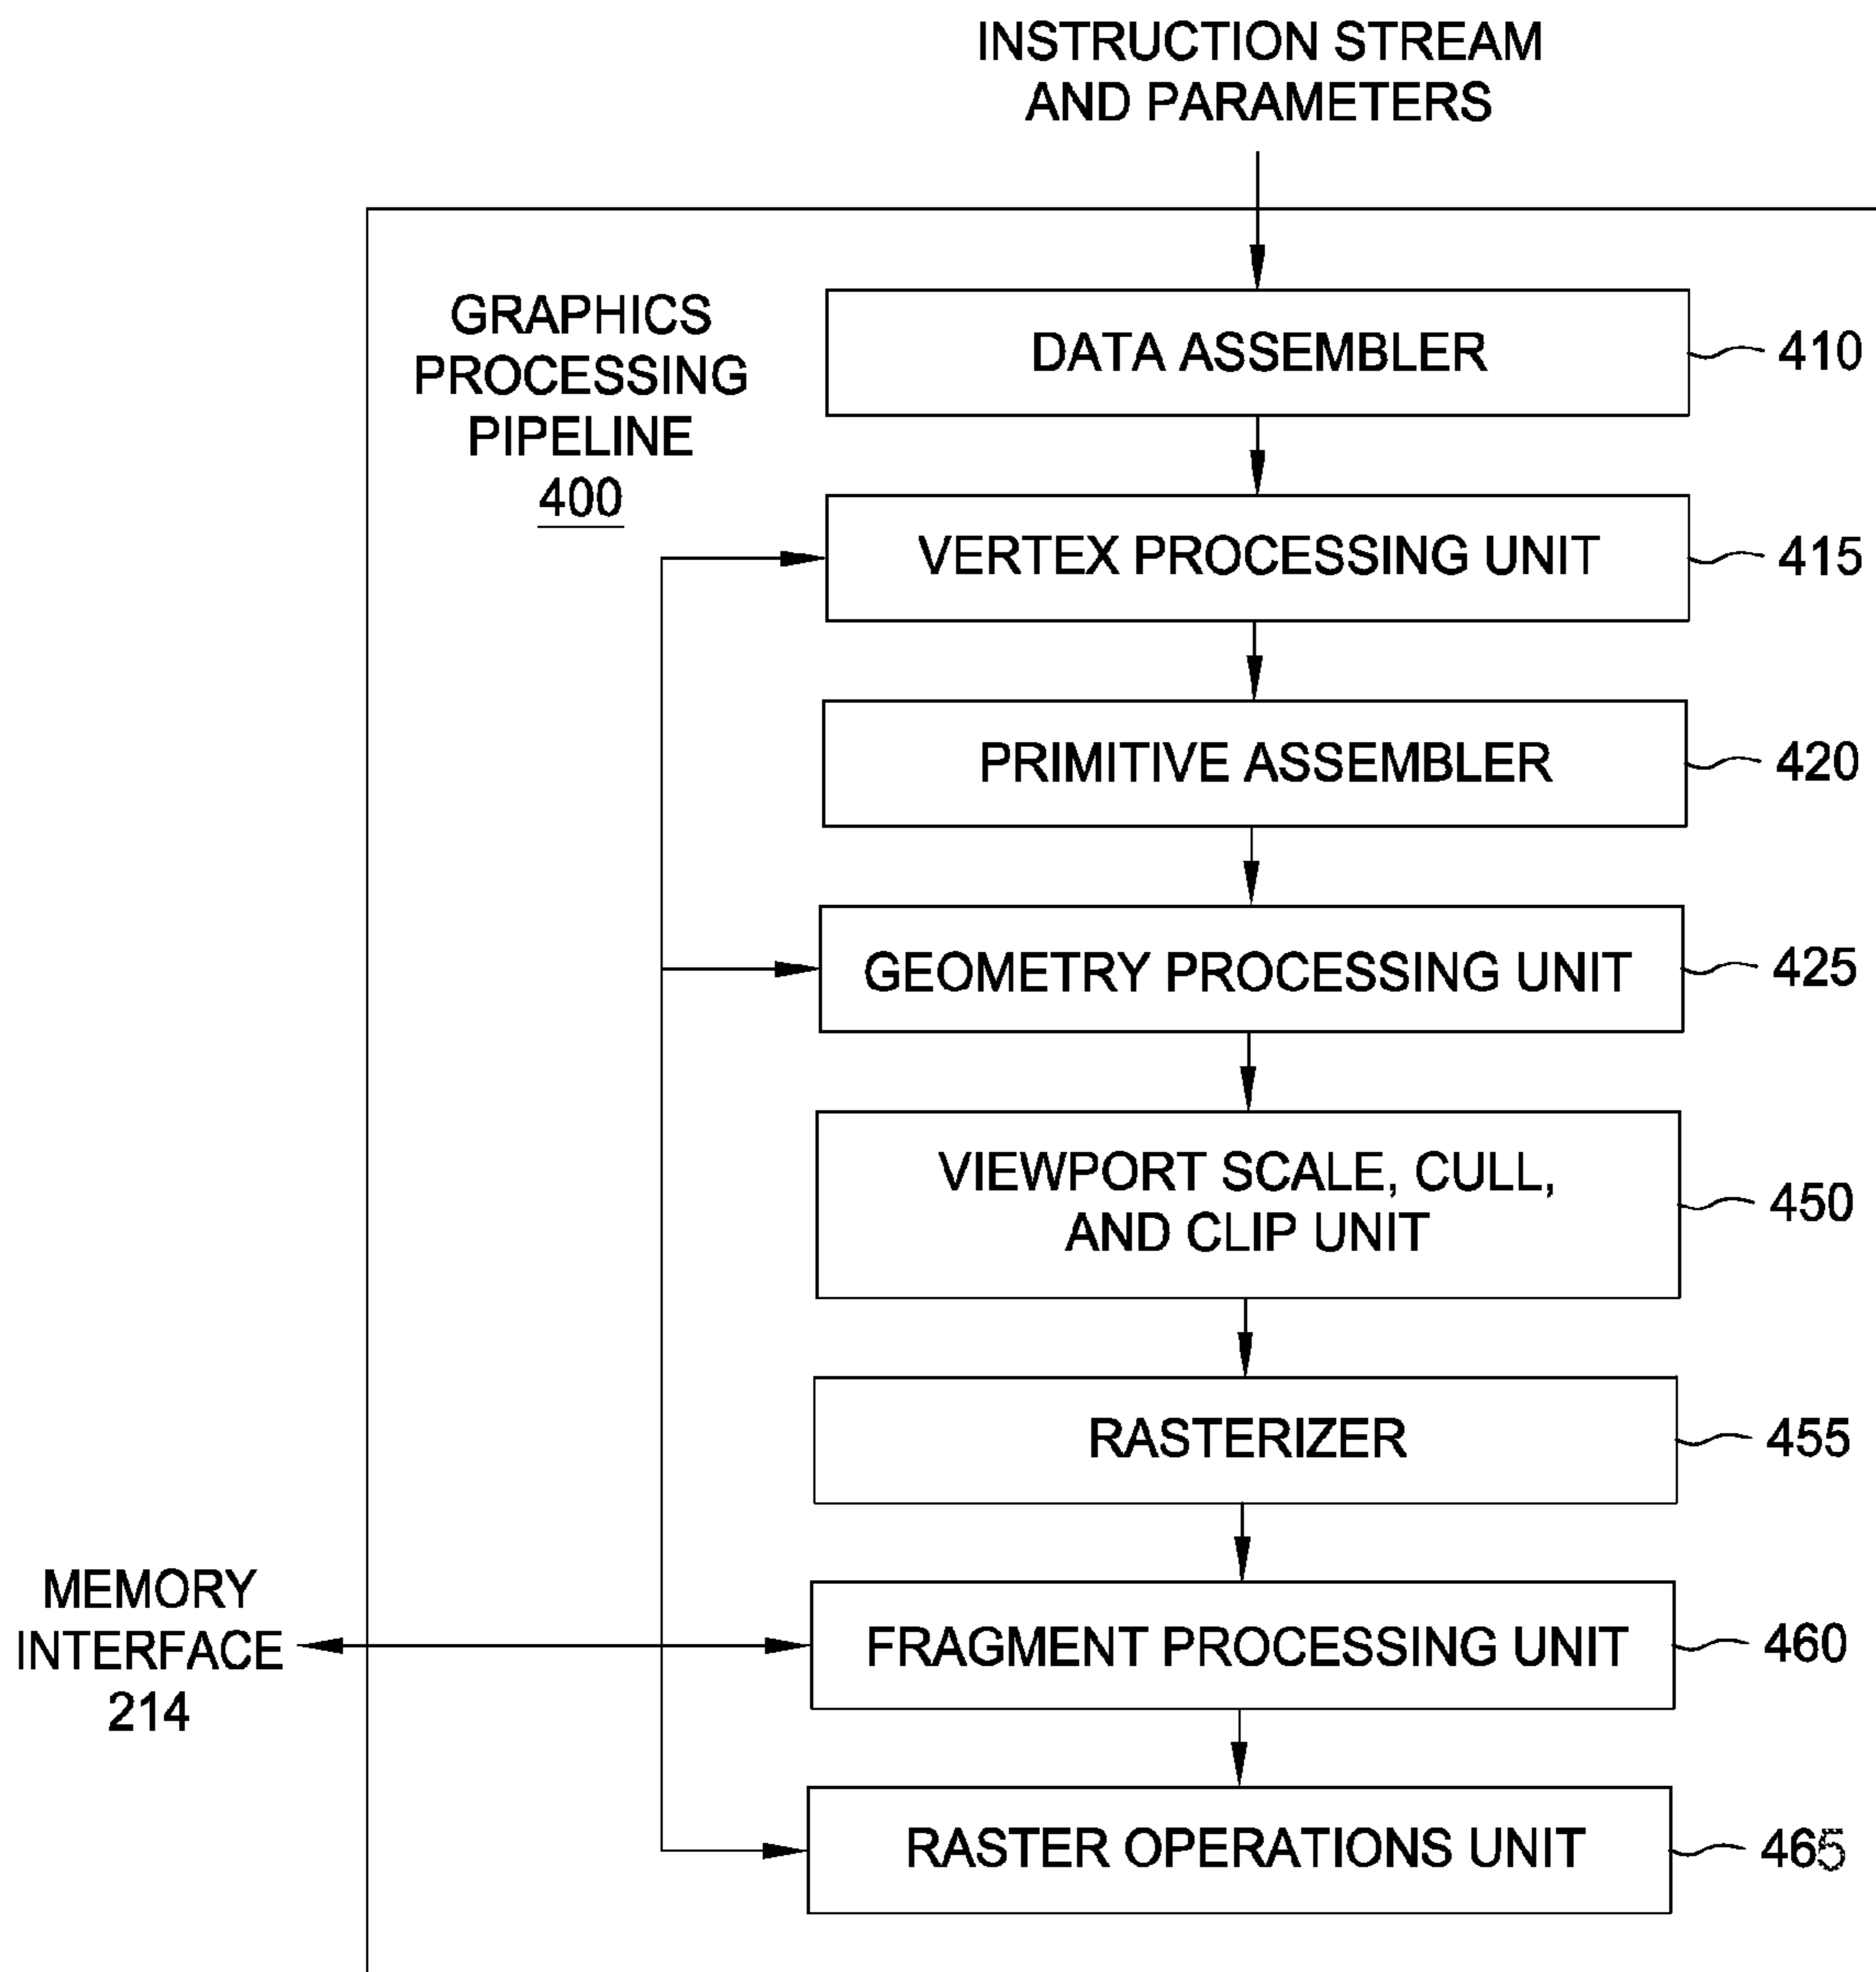 INSTRUCTION STREAM
AND PARAMETERS
GRAPHICS
PROCESSING
PIPELINE
400
DATA ASSEMBLER
410
VERTEX PROCESSING UNIT
415
PRIMITIVE ASSEMBLER
420
GEOMETRY PROCESSING UNIT
425
VIEWPORT SCALE, CULL,
AND CLIP UNIT
450
RASTERIZER
455
MEMORY
INTERFACE
214
FRAGMENT PROCESSING UNIT
460
RASTER OPERATIONS UNIT
465